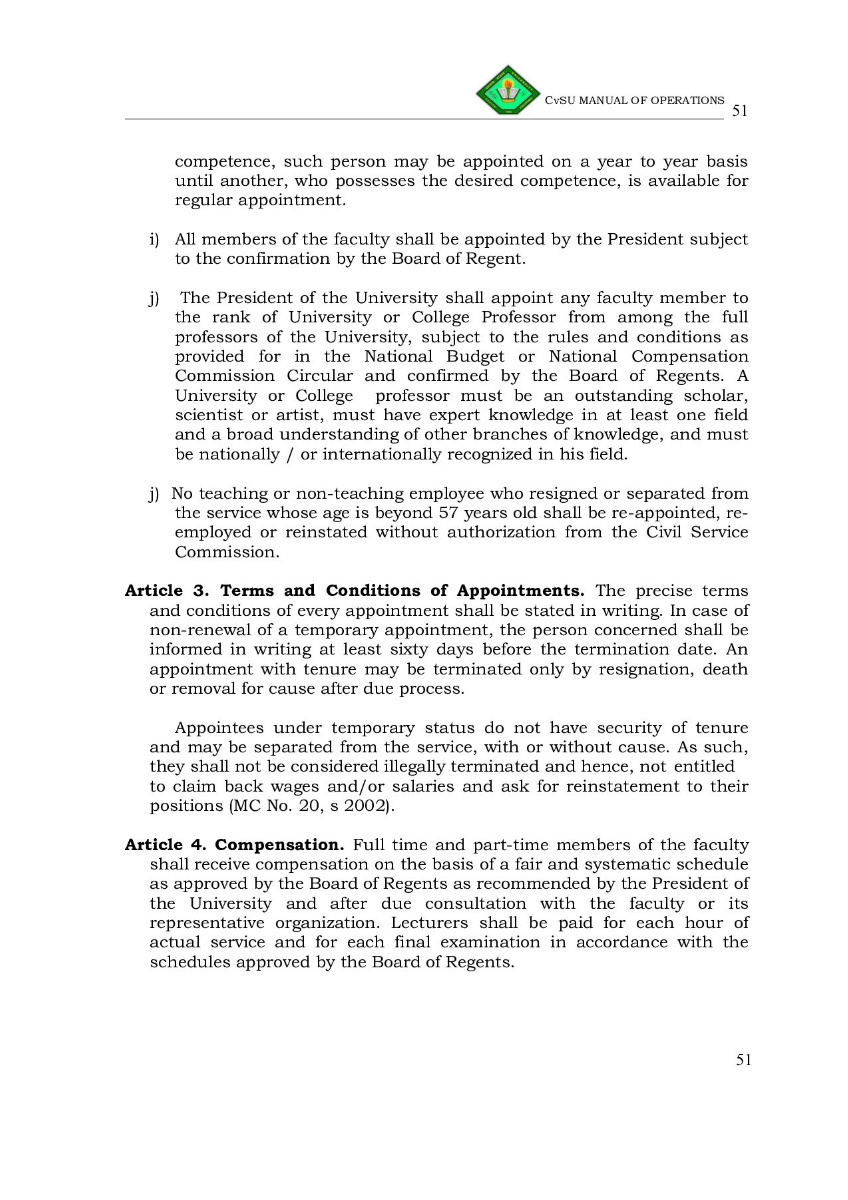 CvSU MANUAL OF OPERATIONS 51
competence, such person may be appointed on a year to year basis
until another, who possesses the desired competence, is available for
regular appointment.
i) All members of the faculty shall be appointed by the President subject
to the confirmation by the Board of Regent.
j) The President of the University shall appoint any faculty member to
the rank of University or College Professor from among the full
professors of the University, subject to the rules and conditions as
provided for in the National Budget or National Compensation
Commission Circular and confirmed by the Board of Regents. A
University or College professor must be an outstanding scholar,
scientist or artist, must have expert knowledge in at least one field
and a broad understanding of other branches of knowledge, and must
be nationally / or internationally recognized in his field.
j) No teaching or non-teaching employee who resigned or separated from
the service whose age is beyond 57 years old shall be re-appointed, re-
employed or reinstated without authorization from the Civil Service
Commission.
Article 3. Terms and Conditions of Appointments. The precise terms
and conditions of every appointment shall be stated in writing. In case of
non-renewal of a temporary appointment, the person concerned shall be
informed in writing at least sixty days before the termination date. An
appointment with tenure may be terminated only by resignation, death
or removal for cause after due process.
Appointees under temporary status do not have security of tenure
and may be separated from the service, with or without cause. As such,
they shall not be considered illegally terminated and hence, not entitled
to claim back wages and/or salaries and ask for reinstatement to their
positions (MC No. 20, s 2002).
Article 4. Compensation. Full time and part-time members of the faculty
shall receive compensation on the basis of a fair and systematic schedule
as approved by the Board of Regents as recommended by the President of
the University and after due consultation with the faculty or its
representative organization. Lecturers shall be paid for each hour of
actual service and for each final examination in accordance with the
schedules approved by the Board of Regents.
51